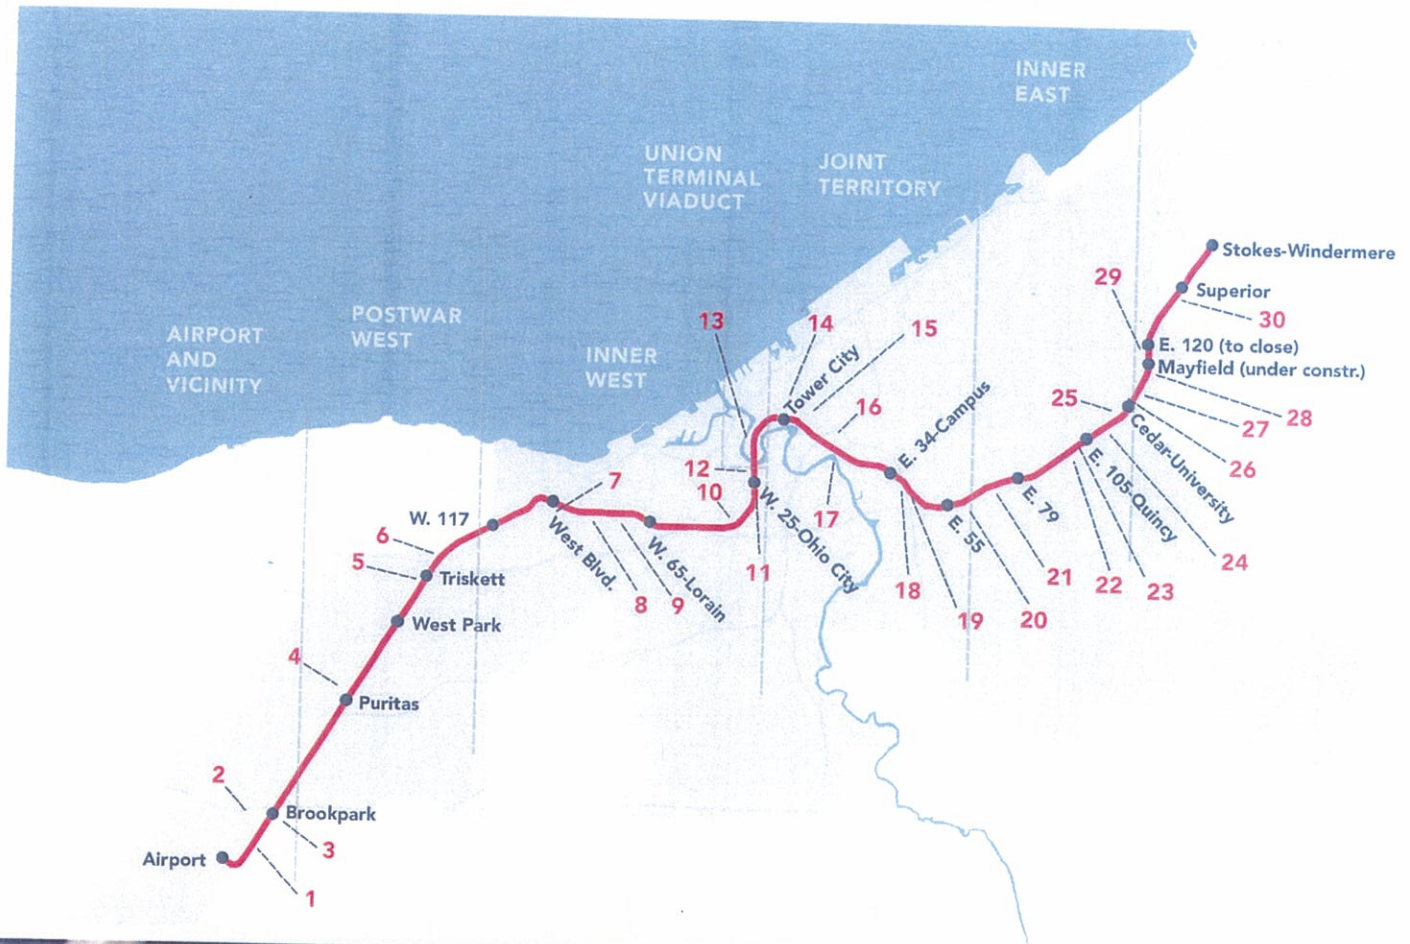 INNER
EAST
UNION
TERMINAL
VIADUCT
JOINT
TERRITORY
AIRPORT
AND
VICINITY
POSTWAR
WEST
INNER
WEST
Stokes-Windermere
Superior
30
29
E. 120 (to close)
Mayfield (under constr.)
28
27
26
25
Cedar-University
24
E. 105-Quincy
23
22
E. 79
21
20
E. 55
19
18
E. 34-Campus
17
16
15
14
Tower City
13
12
W. 25-Ohio City
11
10
W. 65-Lorain
9
8
7
West Blvd.
W. 117
6
5
Triskett
West Park
4
Puritas
2
Brookpark
3
Airport
1